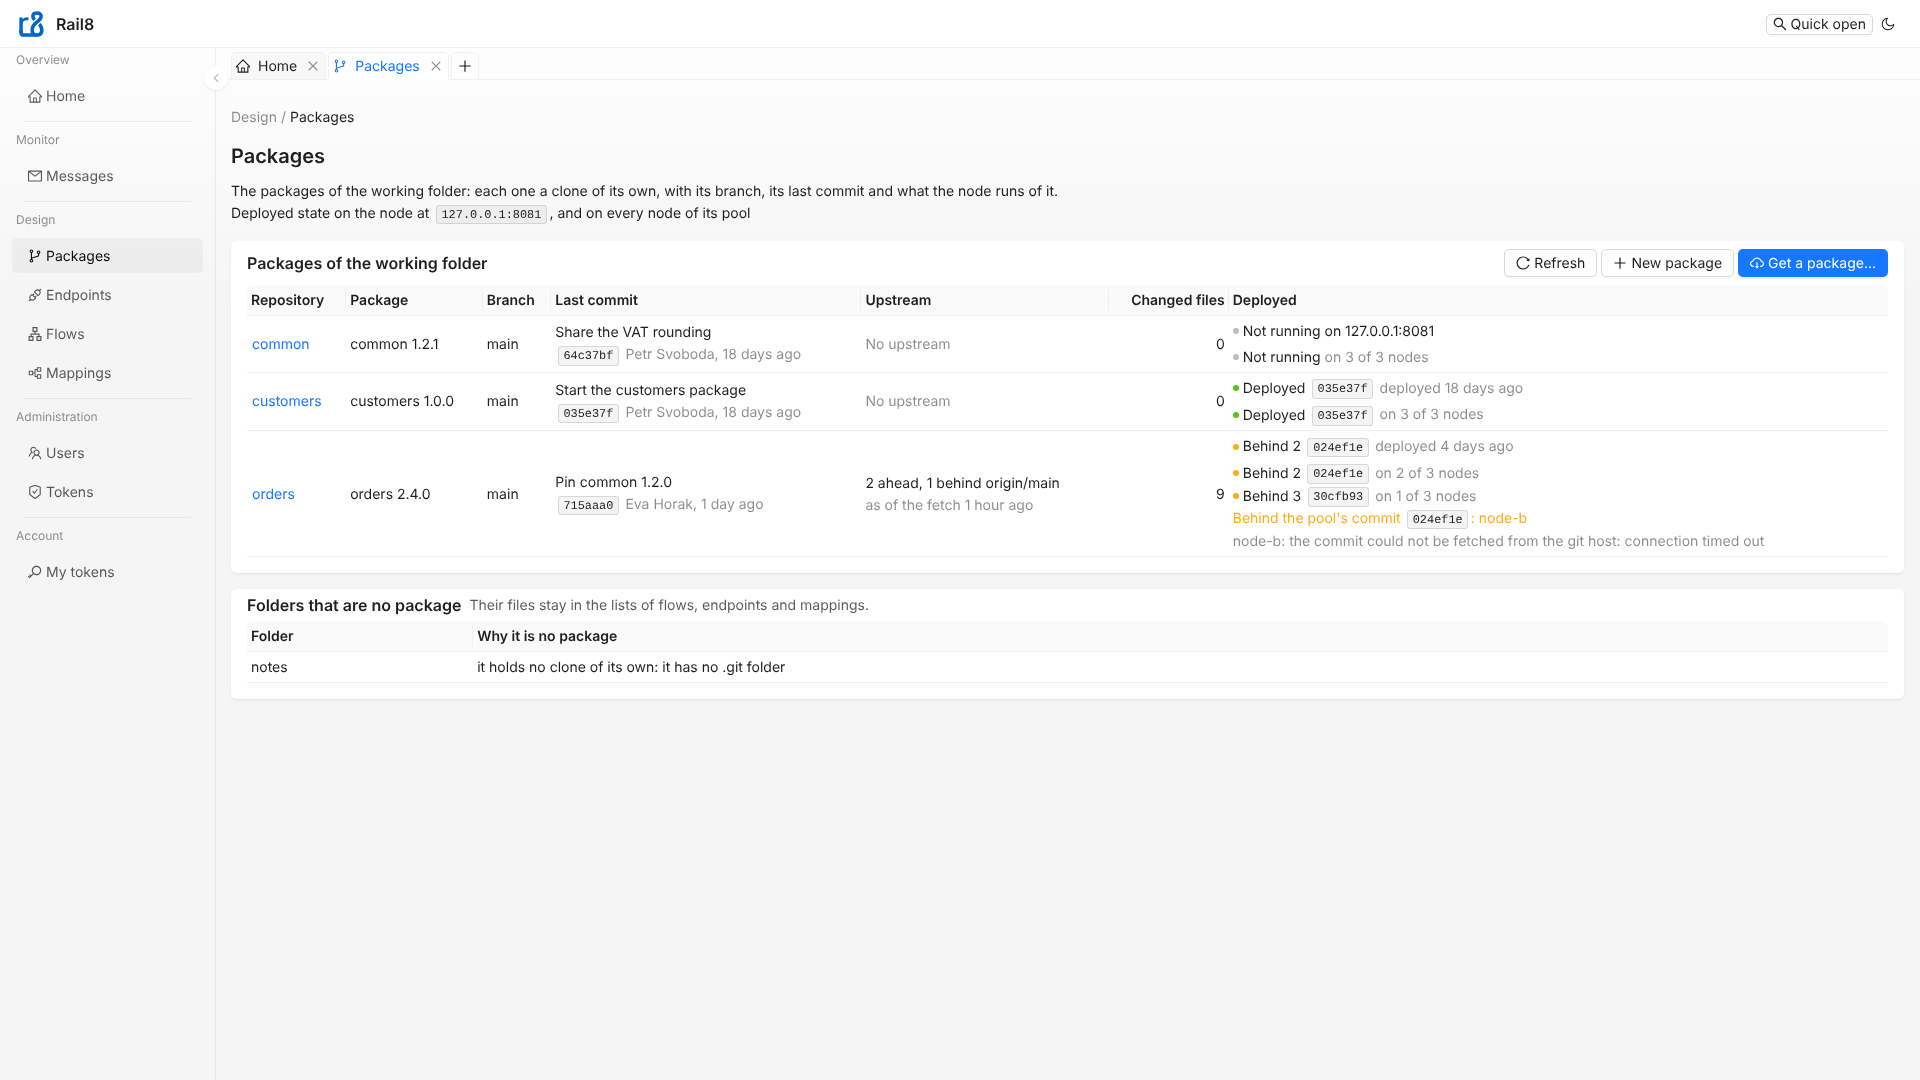 Rail8
Quick open
Overview
Home
Monitor
Messages
Design
Packages
Endpoints
Flows
Mappings
Administration
Users
Tokens
Account
My tokens
Home
Packages
Design / Packages
Packages
The packages of the working folder: each one a clone of its own, with its branch, its last commit and what the node runs of it.
Deployed state on the node at 127.0.0.1:8081, and on every node of its pool
Packages of the working folder
Refresh
New package
Get a package...
Repository Package Branch Last commit Upstream Changed files Deployed
common common 1.2.1 main Share the VAT rounding No upstream 0 Not running on 127.0.0.1:8081
64c37bf Petr Svoboda, 18 days ago Not running on 3 of 3 nodes
customers customers 1.0.0 main Start the customers package No upstream 0 Deployed 035e37f deployed 18 days ago
035e37f Petr Svoboda, 18 days ago Deployed 035e37f on 3 of 3 nodes
orders orders 2.4.0 main Pin common 1.2.0 2 ahead, 1 behind origin/main 9 Behind 2 024ef1e deployed 4 days ago
715aaa0 Eva Horak, 1 day ago as of the fetch 1 hour ago Behind 2 024ef1e on 2 of 3 nodes
Behind 3 30cfb93 on 1 of 3 nodes
Behind the pool's commit 024ef1e : node-b
node-b: the commit could not be fetched from the git host: connection timed out
Folders that are no package Their files stay in the lists of flows, endpoints and mappings.
Folder Why it is no package
notes it holds no clone of its own: it has no .git folder